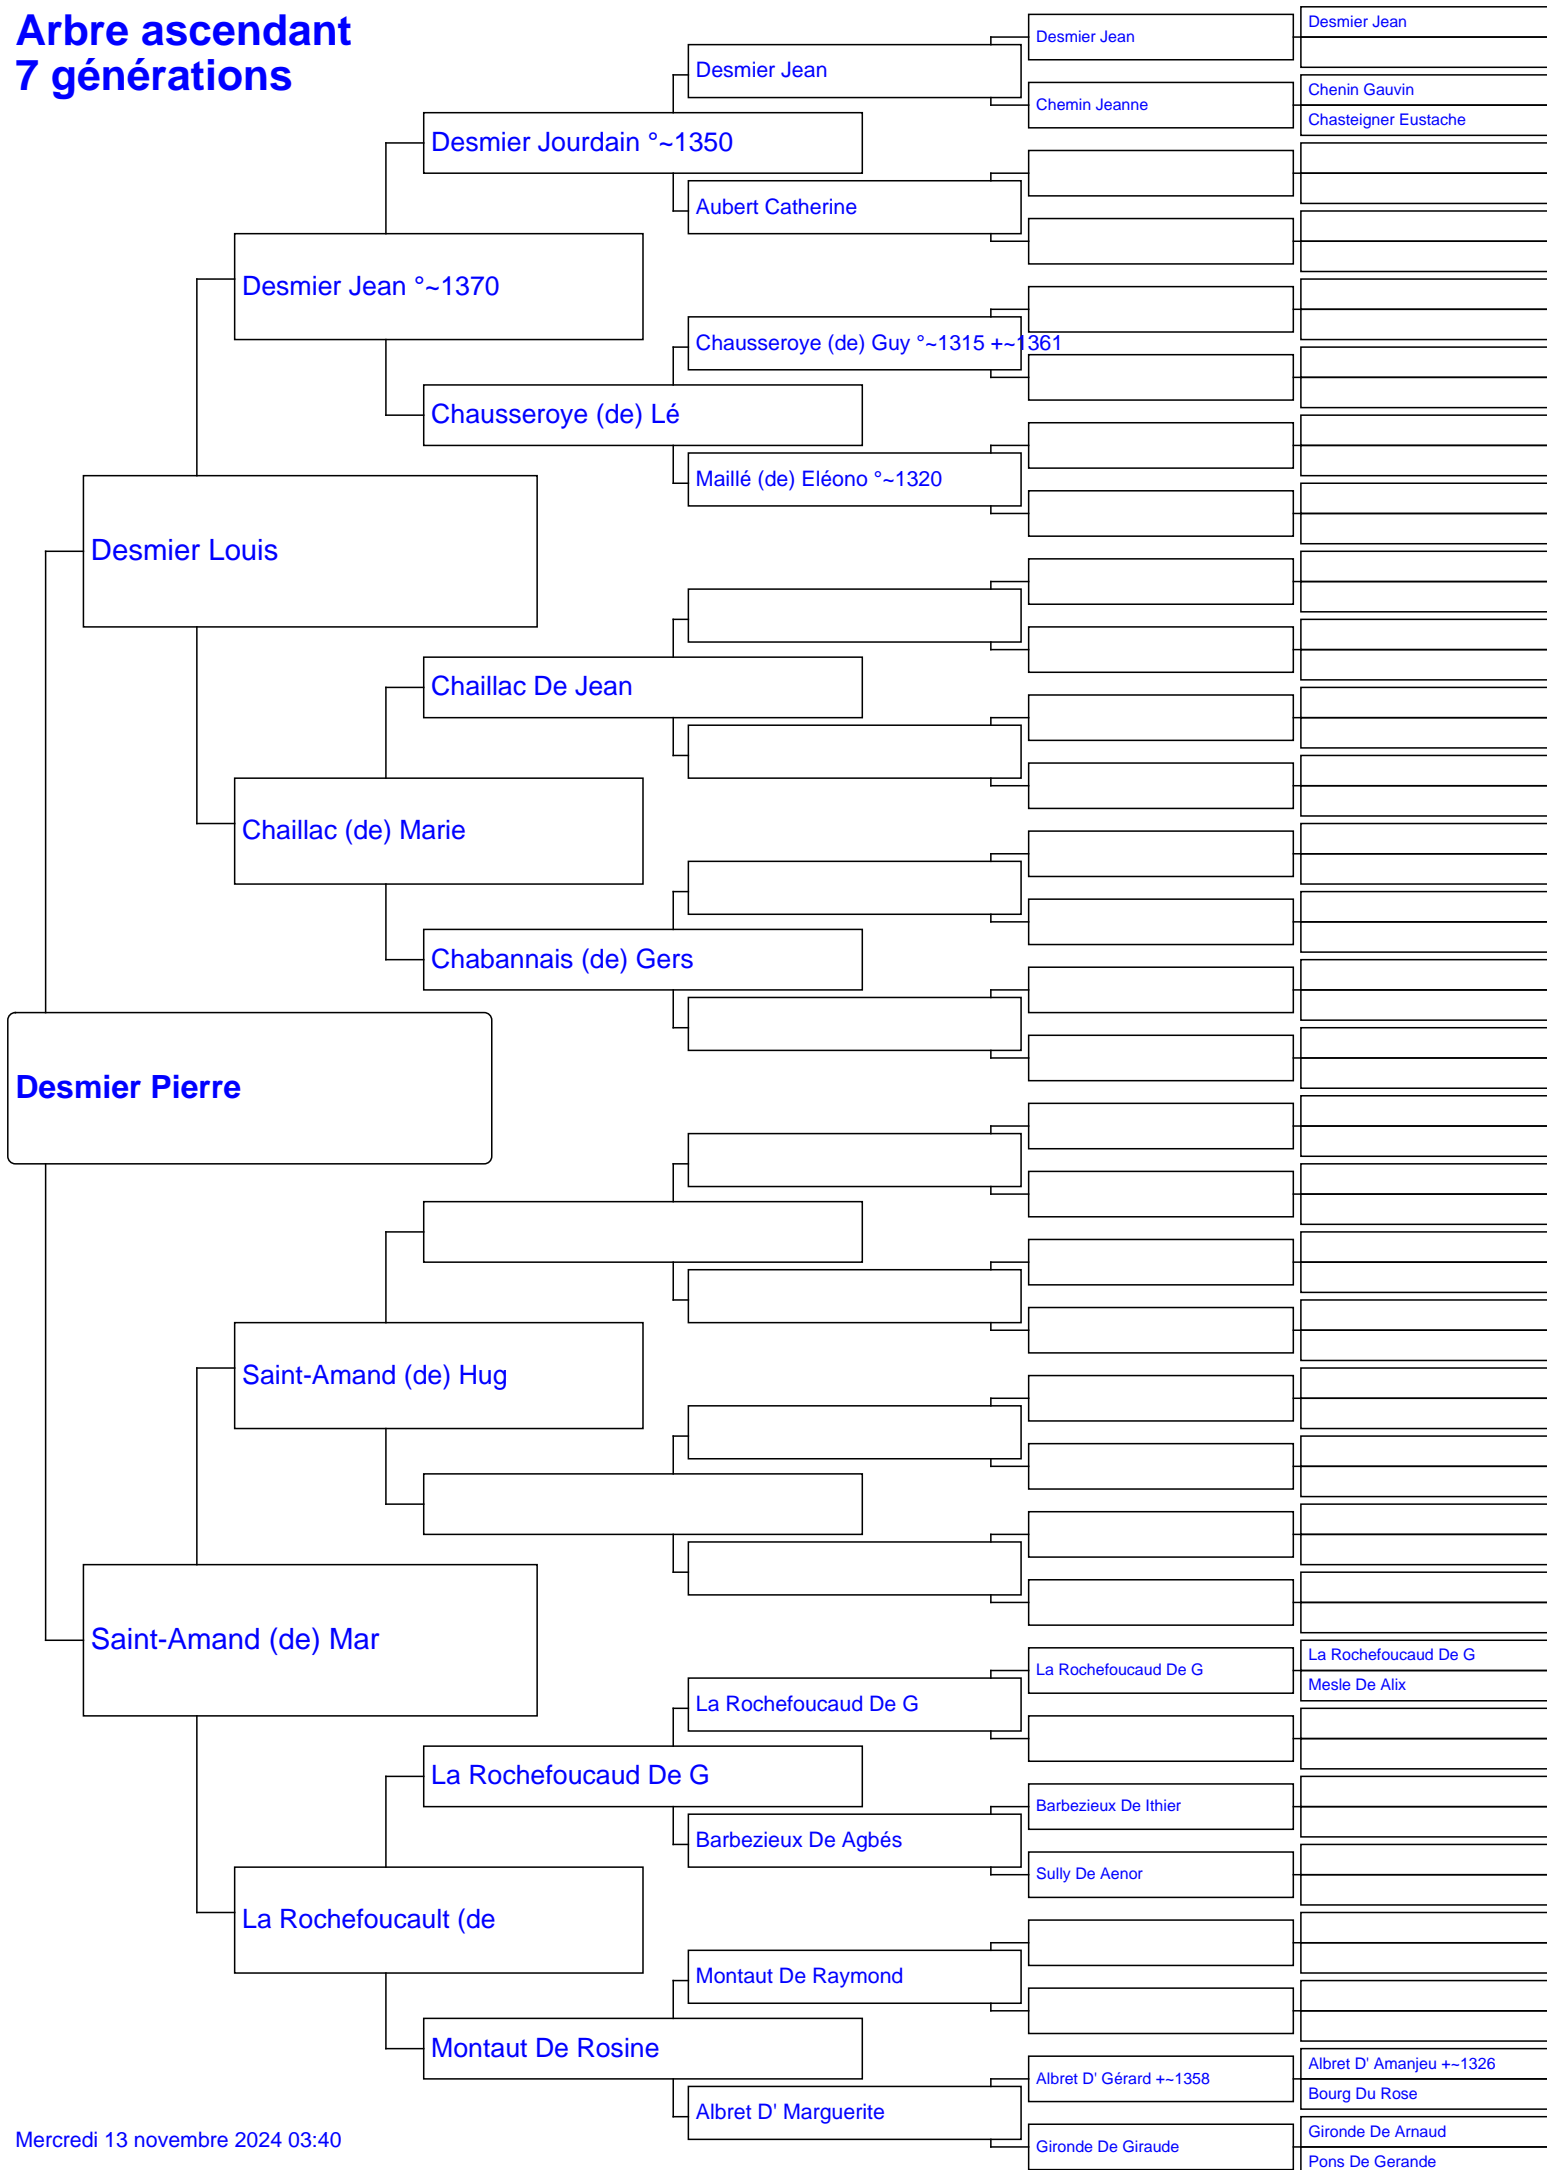 Arbre ascendant
7 générations
Desmier Jean
Desmier Jean
Desmier Jean
Chenin Gauvin
Chemin Jeanne
Chasteigner Eustache
Desmier Jourdain °~1350
Aubert Catherine
Desmier Jean °~1370
Chausseroye (de) Guy °~1315 +~1361
Chausseroye (de) Lé
Maillé (de) Eléono °~1320
Desmier Louis
Chaillac De Jean
Chaillac (de) Marie
Chabannais (de) Gers
Desmier Pierre
Saint-Amand (de) Hug
Saint-Amand (de) Mar
La Rochefoucaud De G
La Rochefoucaud De G
Mesle De Alix
La Rochefoucaud De G
La Rochefoucaud De G
Barbezieux De Ithier
Barbezieux De Agbés
Sully De Aenor
La Rochefoucault (de
Montaut De Raymond
Montaut De Rosine
Albret D' Amanjeu +~1326
Albret D' Gérard +~1358
Bourg Du Rose
Albret D' Marguerite
Gironde De Arnaud
Gironde De Giraude
Pons De Gerande
Mercredi 13 novembre 2024 03:40